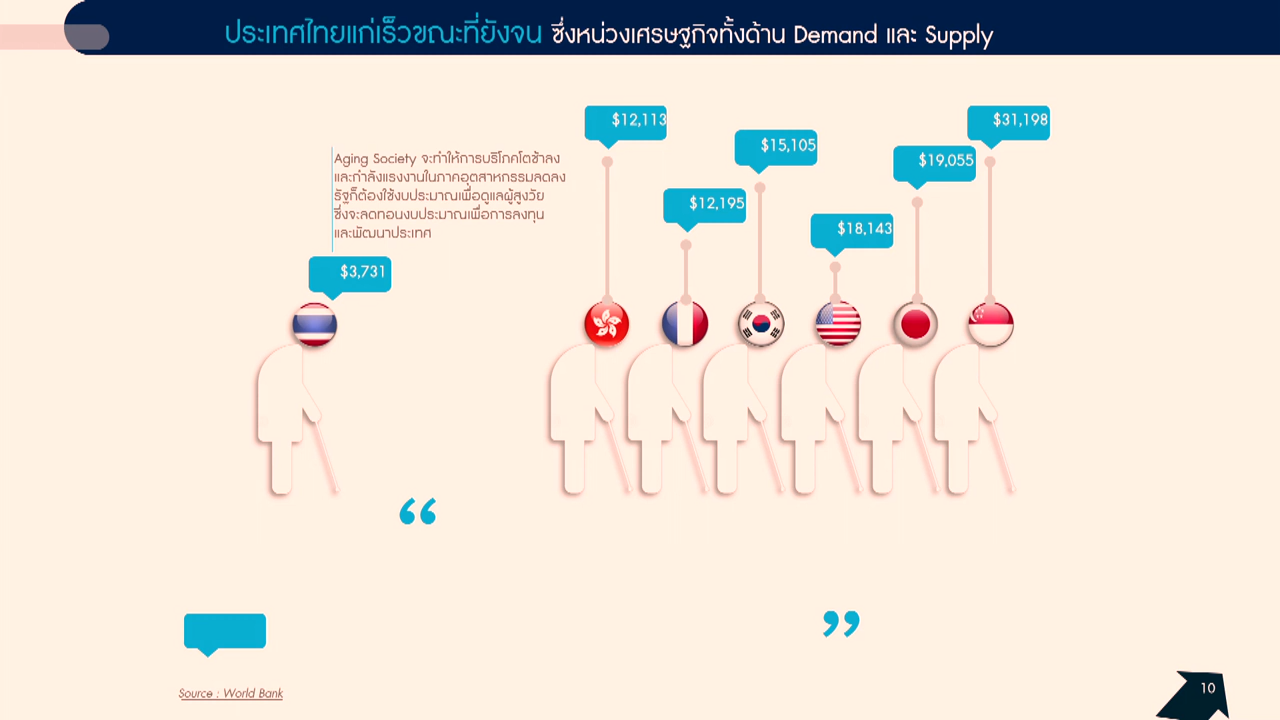 ประเทศไทยแก่เร็วขณะที่ยังจน ซึ่งหน่วงเศรษฐกิจทั้งด้าน Demand และ Supply
$12,113
$31,198
$15,105
$19,055
Aging Society จะทำให้การบริโภคโตช้าลง
และกำลังแรงงานในภาคอุตสาหกรรมลดลง
รัฐก็ต้องใช้งบประมาณเพื่อดูแลผู้สูงวัย
ซึ่งจะลดทอนงบประมาณเพื่อการลงทุน
และพัฒนาประเทศ
$12,195
$18,143
$3,731
“
”
Source : World Bank
10